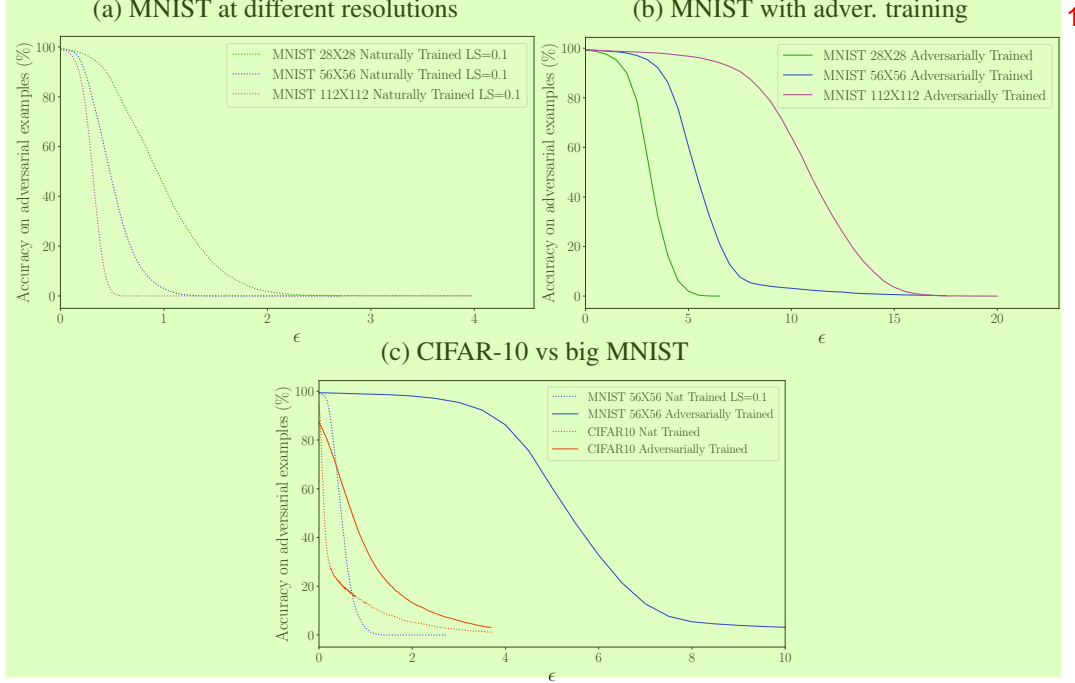 (a) MNIST at different resolutions
Accuracy on adversarial examples (%)
100
80
60
40
20
0
MNIST 28X28 Naturally Trained LS=0.1
MNIST 56X56 Naturally Trained LS=0.1
MNIST 112X112 Naturally Trained LS=0.1
0 1 2 3 4
ϵ
(b) MNIST with adver. training
1
Accuracy on adversarial examples (%)
100
80
60
40
20
0
MNIST 28X28 Adversarially Trained
MNIST 56X56 Adversarially Trained
MNIST 112X112 Adversarially Trained
0 5 10 15 20
ϵ
(c) CIFAR-10 vs big MNIST
Accuracy on adversarial examples (%)
100
80
60
40
20
0
MNIST 56X56 Nat Trained LS=0.1
MNIST 56X56 Adversarially Trained
CIFAR10 Nat Trained
CIFAR10 Adversarially Trained
0 2 4 6 8 10
ϵ